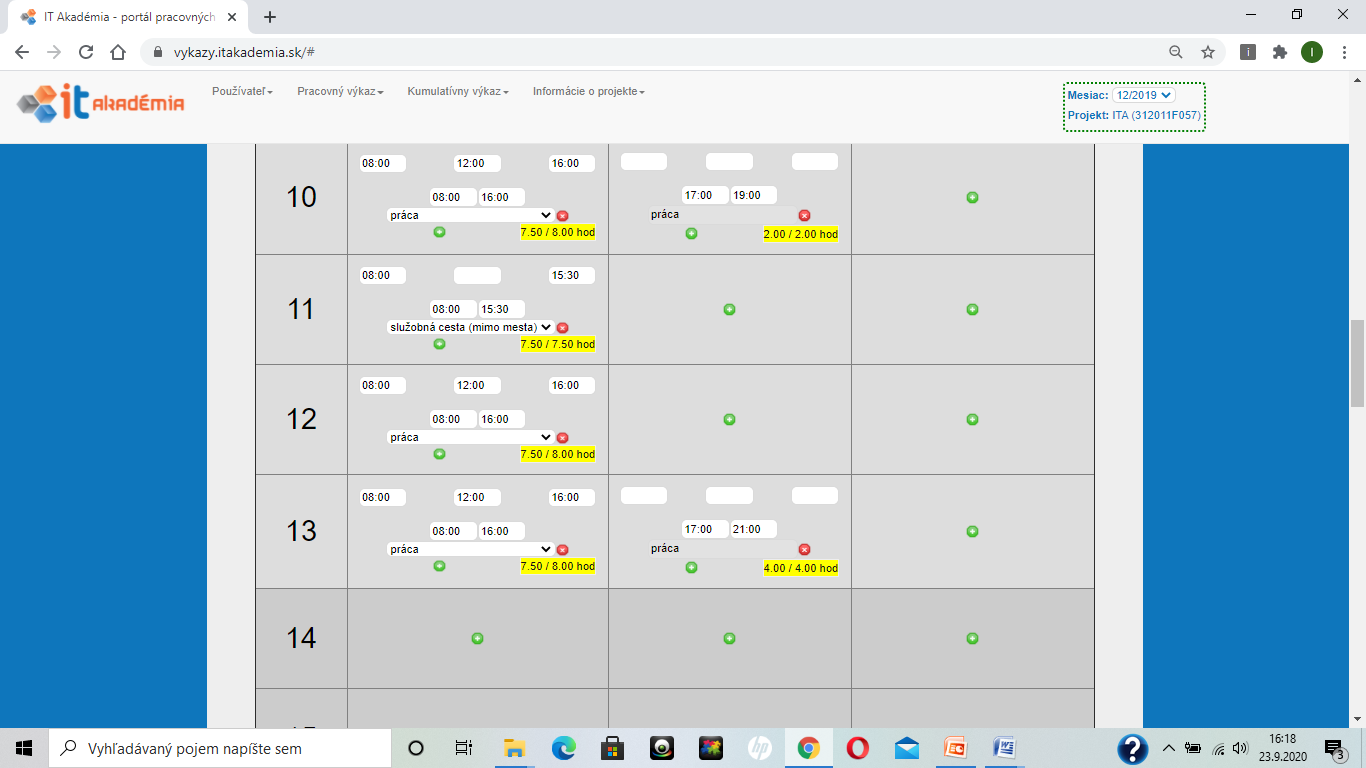 IT Akadémia - portál pracovných
vykazy.itakademia.sk/#
it akadémia
Používateľ
Pracovný výkaz
Kumulatívny výkaz
Informácie o projekte
Mesiac: 12/2019
Projekt: ITA (312011F057)
10
08:00 12:00 16:00
08:00 16:00
práca
7.50 / 8.00 hod
17:00 19:00
práca
2.00 / 2.00 hod
11
08:00 15:30
08:00 15:30
služobná cesta (mimo mesta)
7.50 / 7.50 hod
12
08:00 12:00 16:00
08:00 16:00
práca
7.50 / 8.00 hod
13
08:00 12:00 16:00
08:00 16:00
práca
7.50 / 8.00 hod
17:00 21:00
práca
4.00 / 4.00 hod
14
Vyhľadávaný pojem napíšte sem
16:18
23.9.2020
3